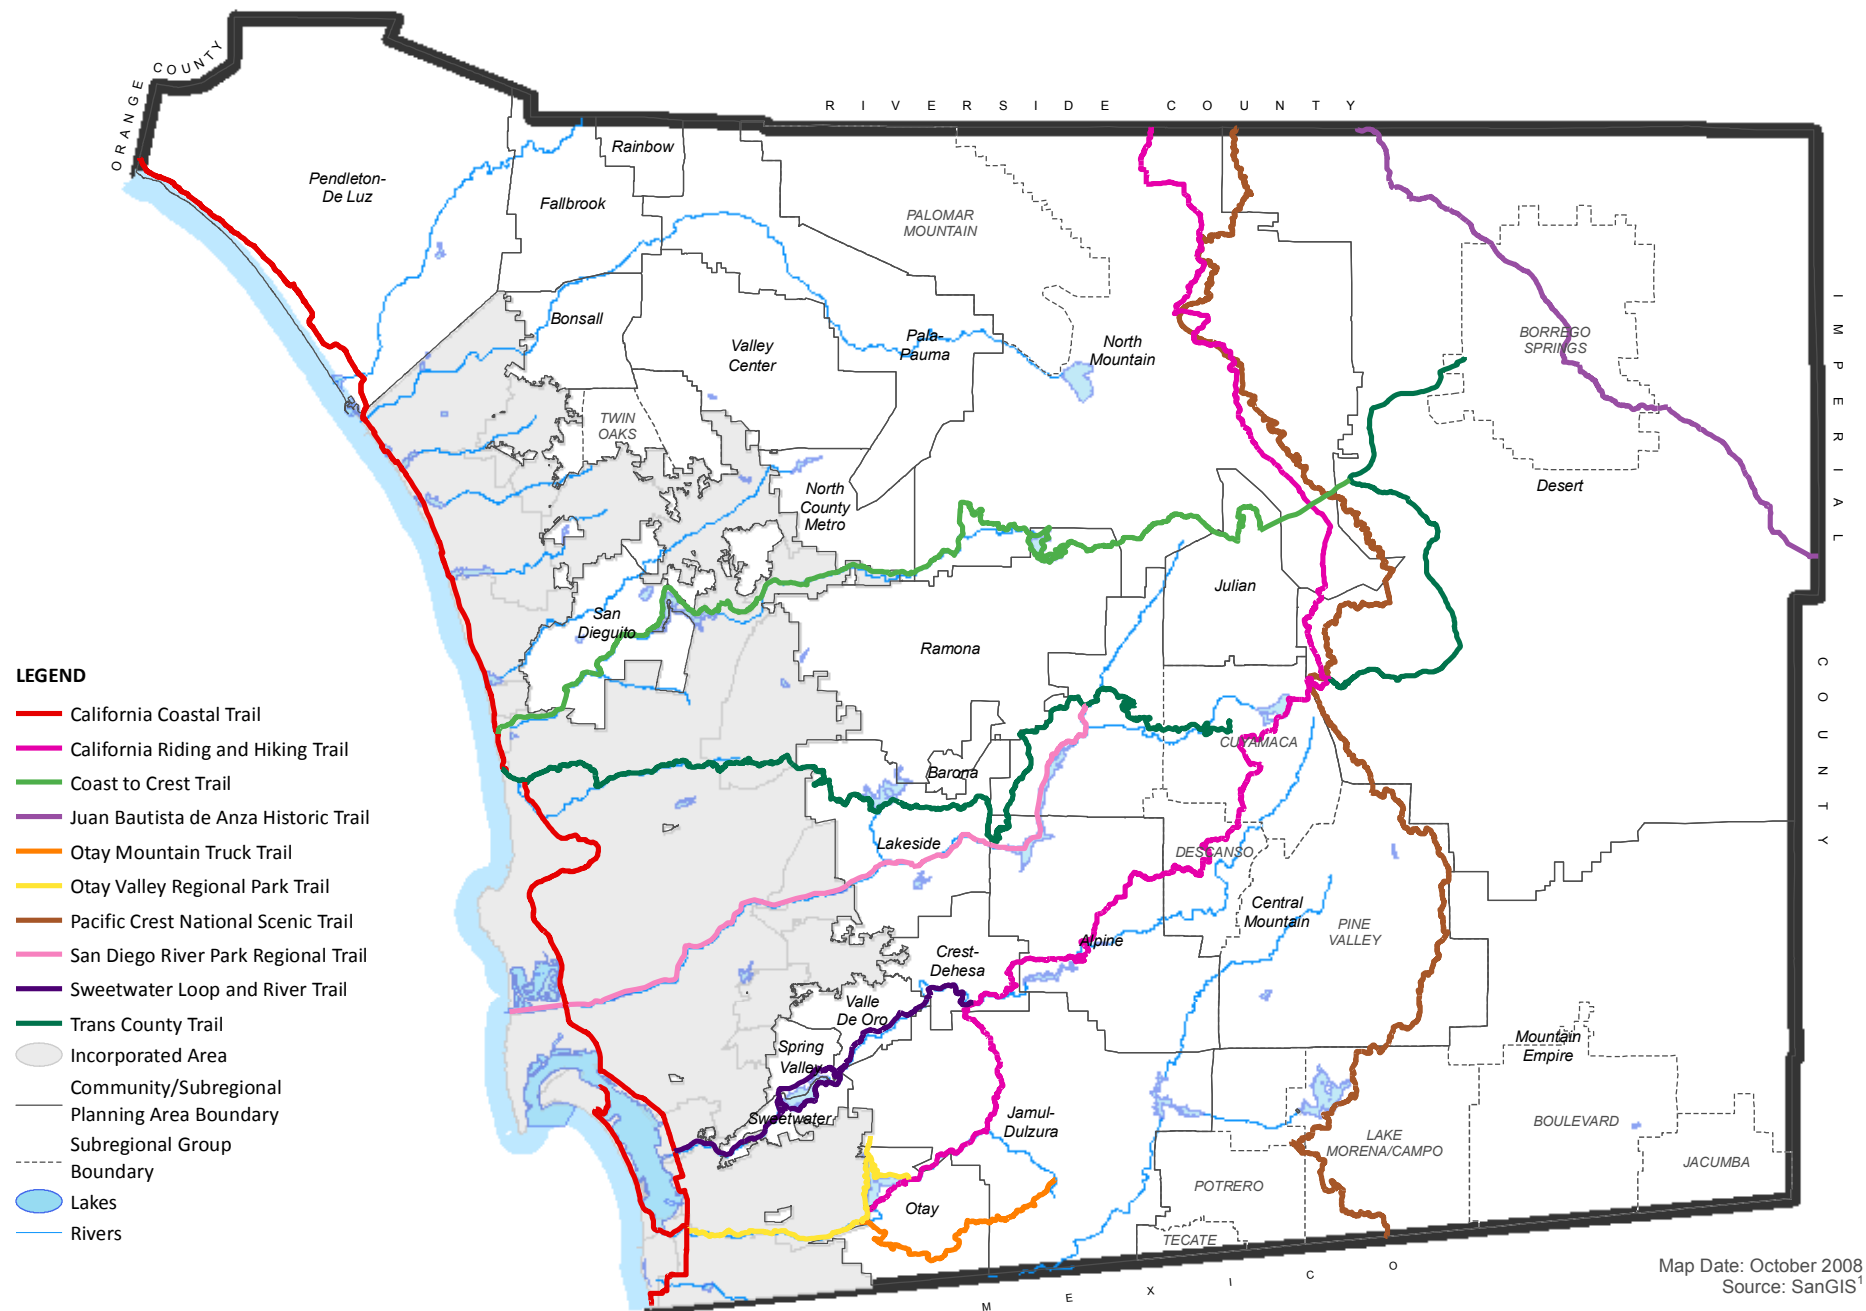 ORANGE COUNTY
RIVERSIDE COUNTY
IMPERIAL COUNTY
MEXICO
Pendleton-
De Luz
Rainbow
Fallbrook
PALOMAR
MOUNTAIN
Bonsall
Valley
Center
Pala-
Pauma
North
Mountain
BORREGO
SPRINGS
TWIN
OAKS
North
County
Metro
Desert
San
Dieguito
Julian
Ramona
CUYAMACA
Barona
Lakeside
DESCANSO
Central
Mountain
PINE
VALLEY
Alpine
Crest-
Dehesa
Valle
De Oro
Spring
Valley
Sweetwater
Jamul-
Dulzura
Mountain
Empire
BOULEVARD
LAKE
MORENA/CAMPO
JACUMBA
POTRERO
Otay
TECATE
LEGEND
California Coastal Trail
California Riding and Hiking Trail
Coast to Crest Trail
Juan Bautista de Anza Historic Trail
Otay Mountain Truck Trail
Otay Valley Regional Park Trail
Pacific Crest National Scenic Trail
San Diego River Park Regional Trail
Sweetwater Loop and River Trail
Trans County Trail
Incorporated Area
Community/Subregional
Planning Area Boundary
Subregional Group
Boundary
Lakes
Rivers
Map Date: October 2008
Source: SanGIS1